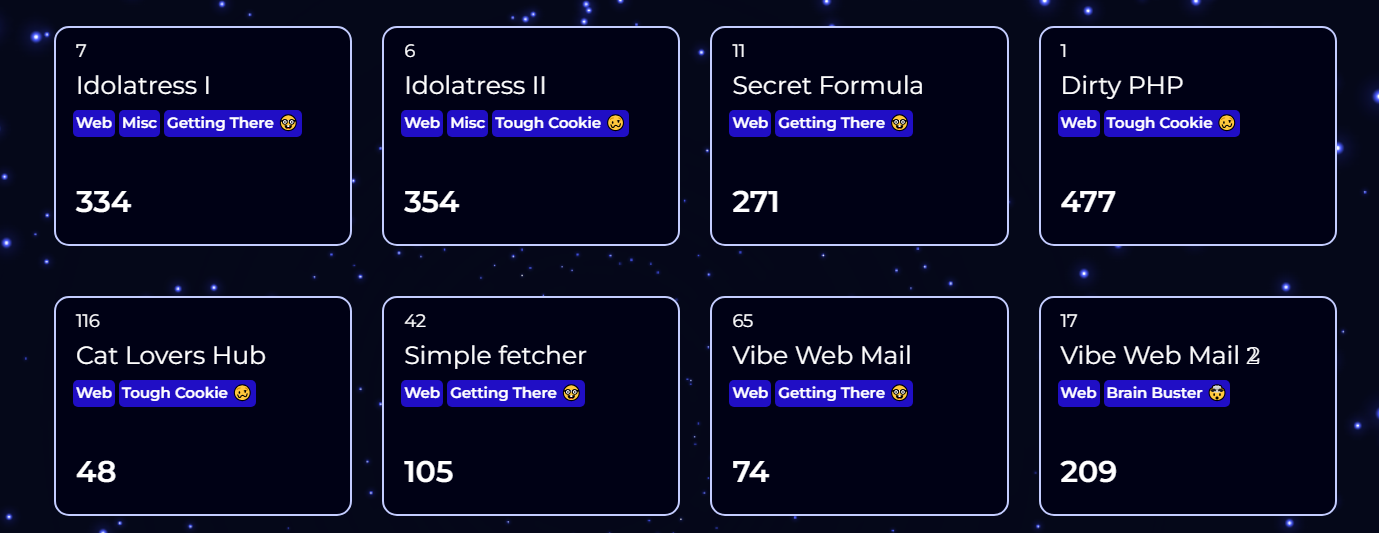 7
Idolatress I
Web Misc Getting There 🤓
334
6
Idolatress II
Web Misc Tough Cookie 🥴
354
11
Secret Formula
Web Getting There 🤓
271
1
Dirty PHP
Web Tough Cookie 🥴
477
116
Cat Lovers Hub
Web Tough Cookie 🥴
48
42
Simple fetcher
Web Getting There 🤓
105
65
Vibe Web Mail
Web Getting There 🤓
74
17
Vibe Web Mail 𝟚
Web Brain Buster 🤯
209